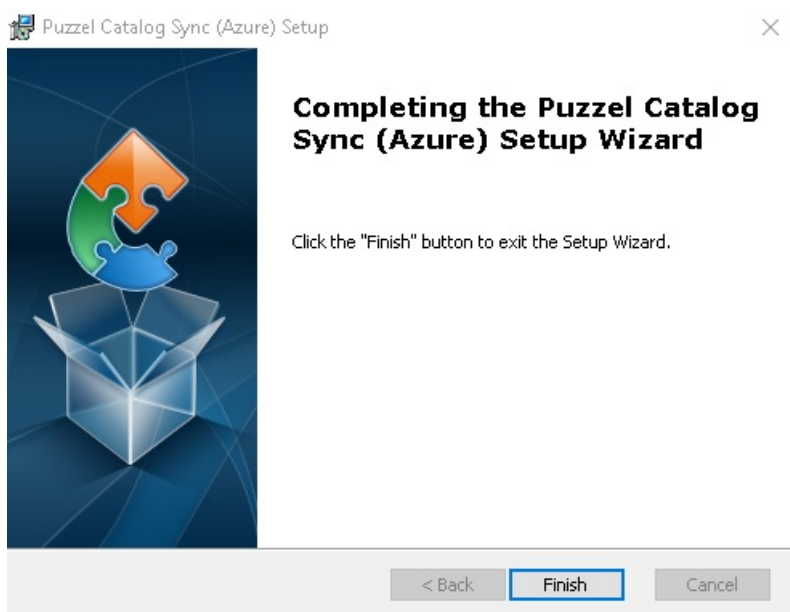 Puzzel Catalog Sync (Azure) Setup
Completing the Puzzel Catalog
Sync (Azure) Setup Wizard
Click the "Finish" button to exit the Setup Wizard.
< Back
Finish
Cancel